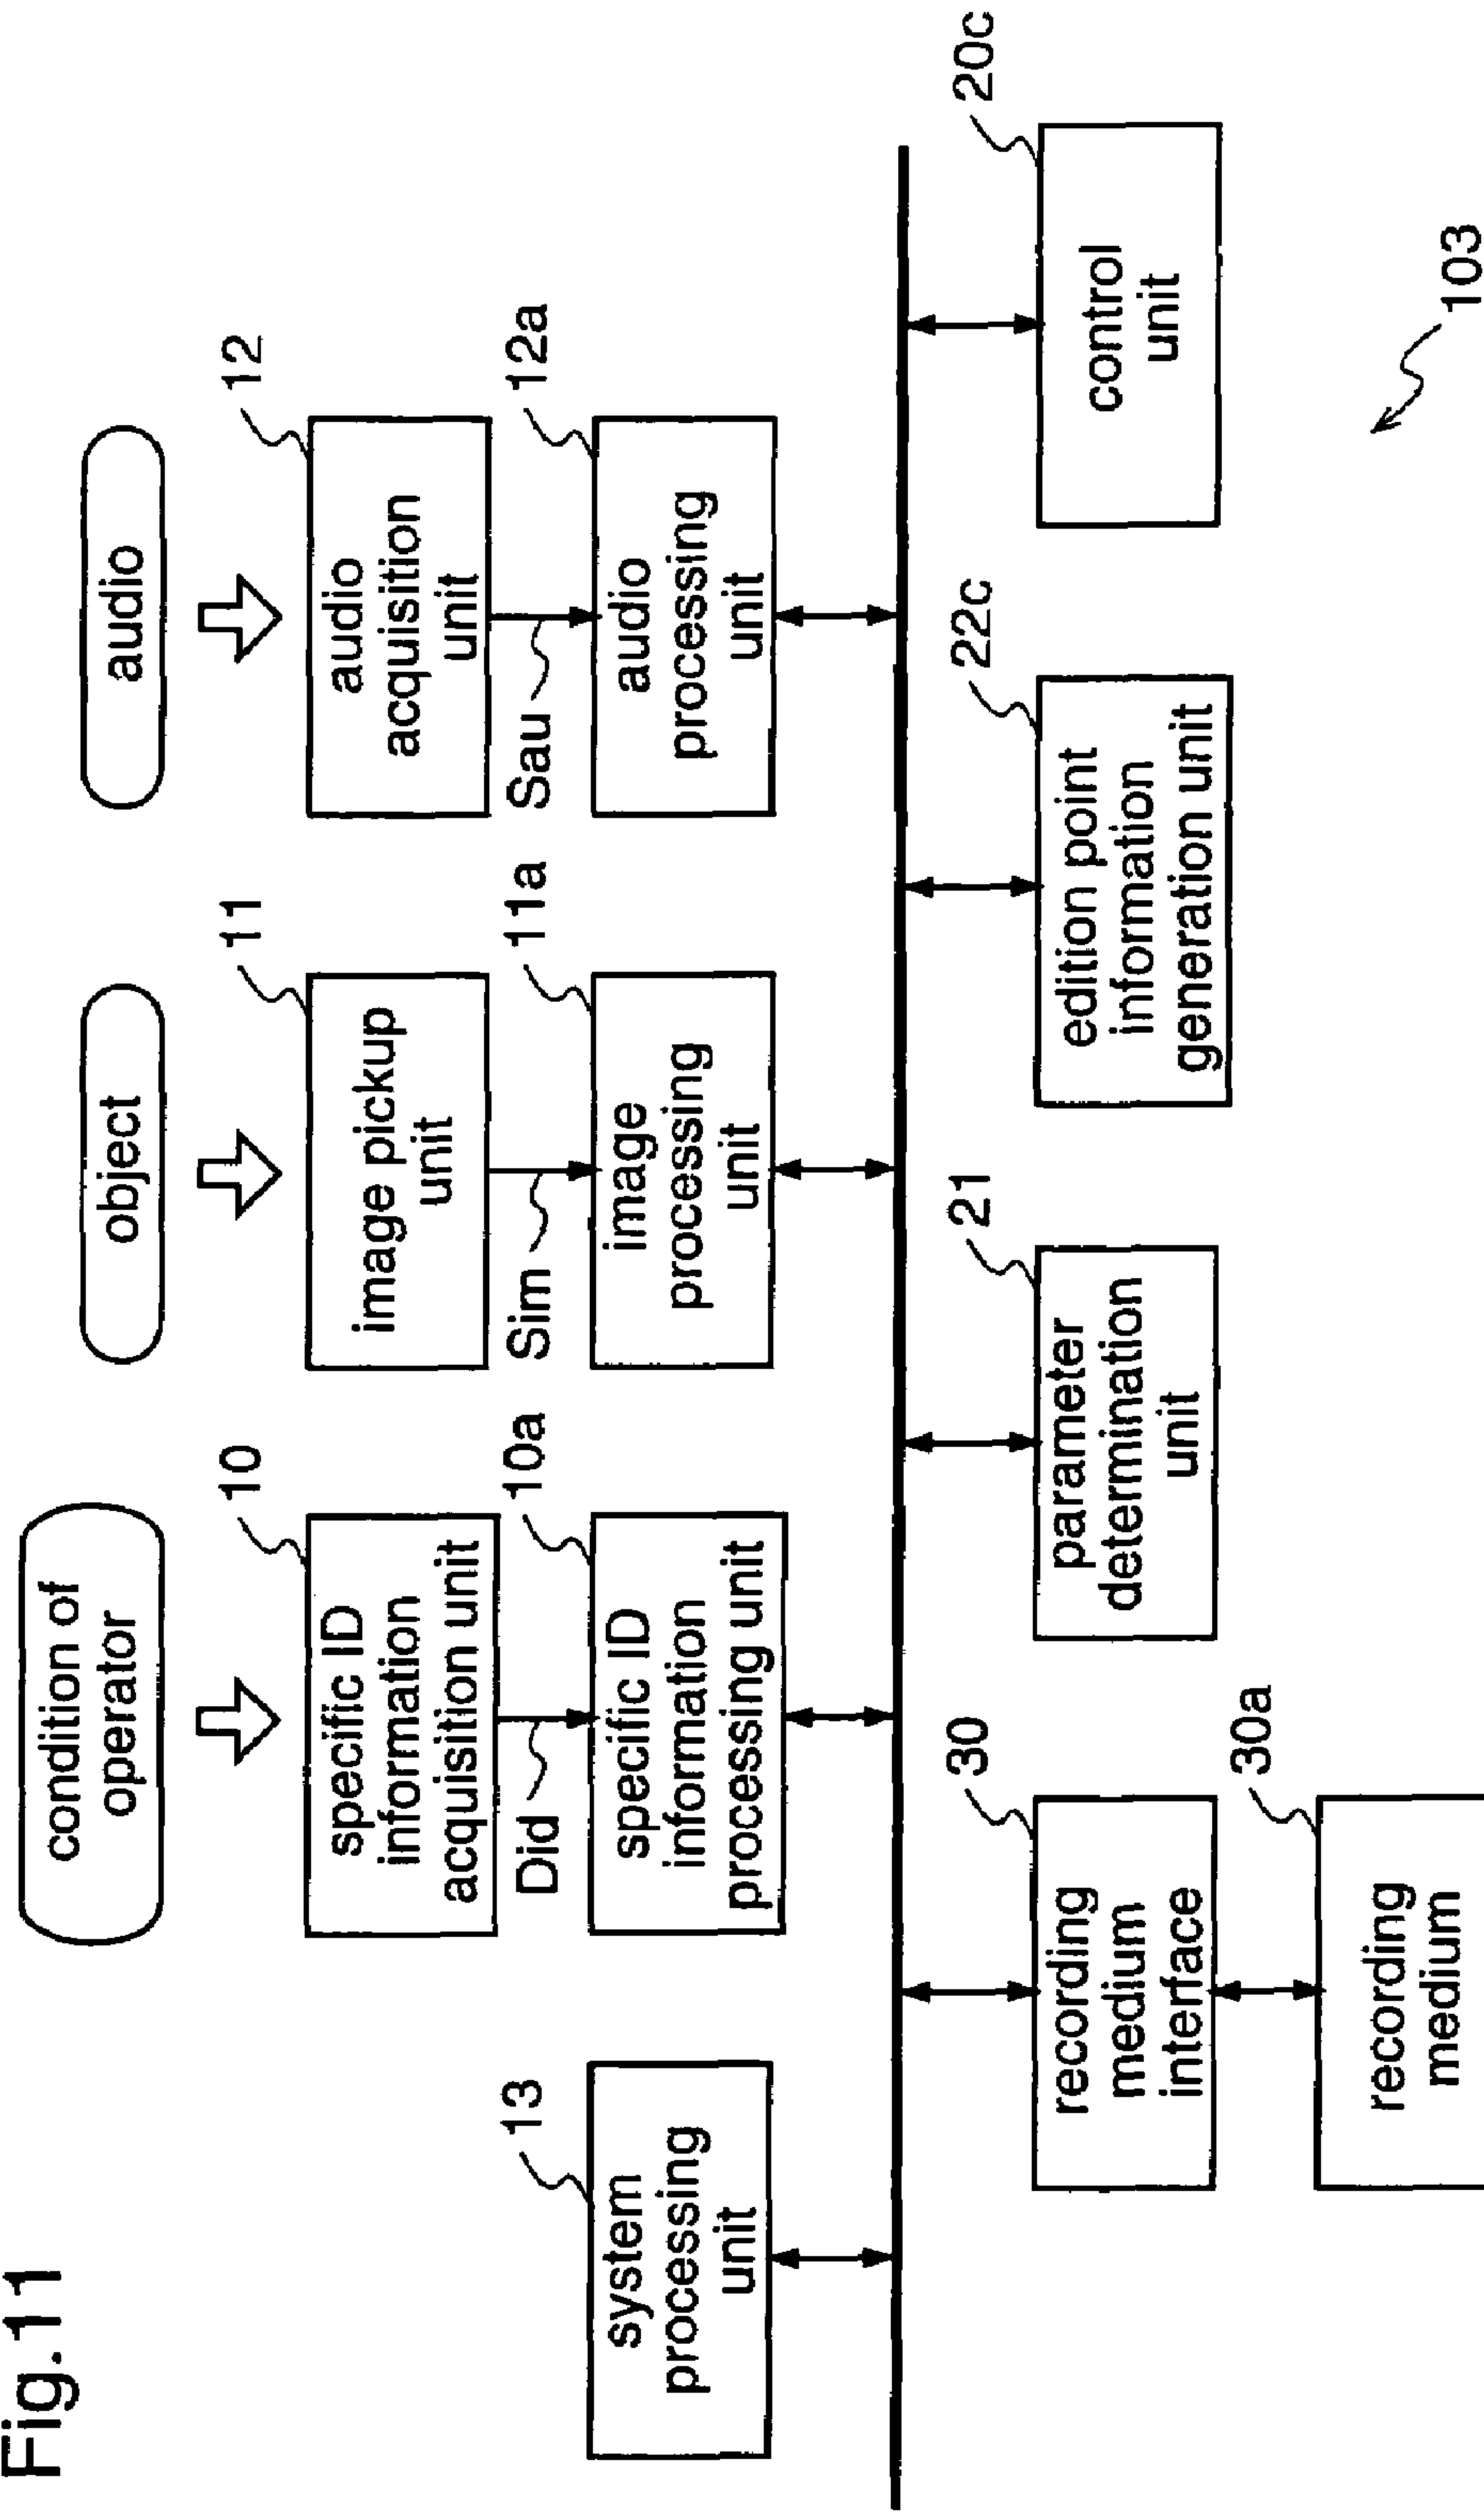 Fig.11
condition of
operator
object
audio
10
specific ID
information
acquisition unit
11
image pickup
unit
12
audio
acquisition
unit
Did
Sim
Sau
13
system
processing
unit
10a
specific ID
information
processing unit
11a
image
processing
unit
12a
audio
processing
unit
30
recording
medium
interface
21
parameter
determination
unit
22c
edition point
information
generation unit
20c
control
unit
30a
recording
medium
103